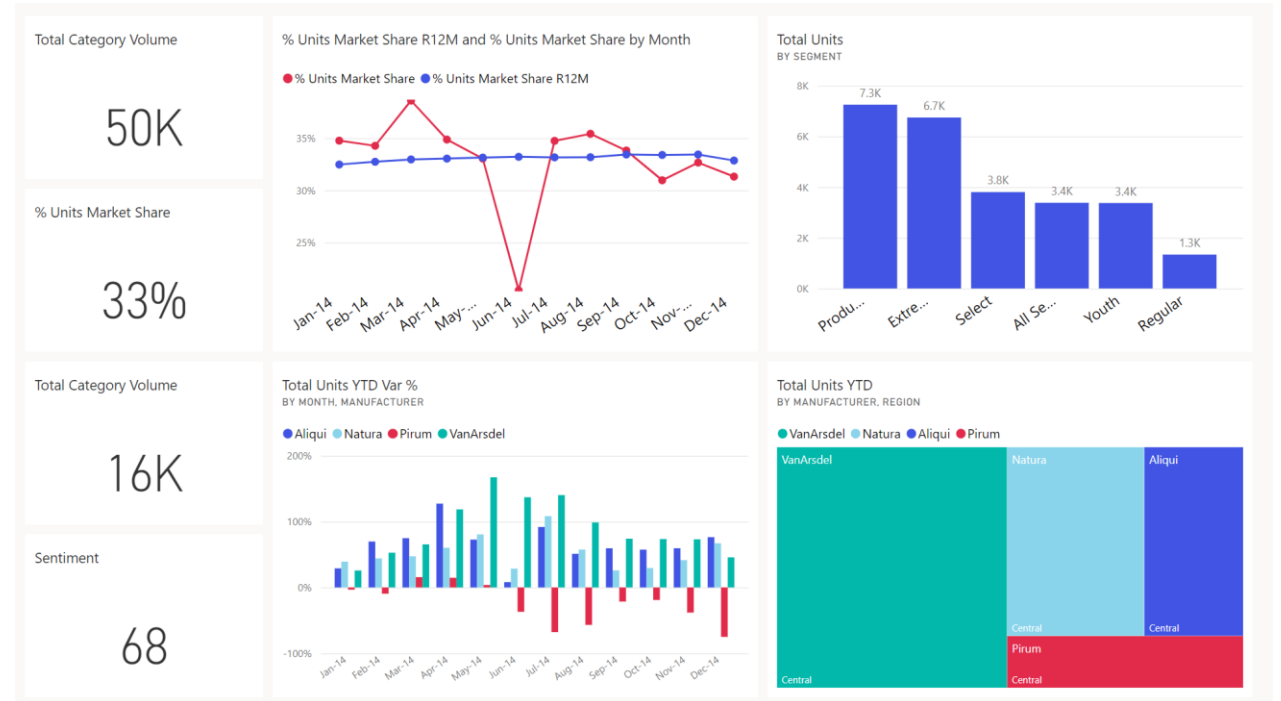 Total Category Volume
50K
% Units Market Share
33%
Total Category Volume
16K
Sentiment
68
% Units Market Share R12M and % Units Market Share by Month
% Units Market Share % Units Market Share R12M
35%
30%
25%
Jan-14 Feb-14 Mar-14 Apr-14 May-... Jun-14 Jul-14 Aug-14 Sep-14 Oct-14 Nov-... Dec-14
Total Units
BY SEGMENT
8K
6K
4K
2K
0K
7.3K 6.7K 3.8K 3.4K 3.4K 1.3K
Produ... Extre... Select All Se... Youth Regular
Total Units YTD Var %
BY MONTH, MANUFACTURER
Aliqui Natura Pirum VanArsdel
200%
100%
0%
-100%
Jan-14 Feb-14 Mar-14 Apr-14 May-14 Jun-14 Jul-14 Aug-14 Sep-14 Oct-14 Nov-14 Dec-14
Total Units YTD
BY MANUFACTURER, REGION
VanArsdel Natura Aliqui Pirum
VanArsdel
Central
Natura
Central
Aliqui
Central
Pirum
Central